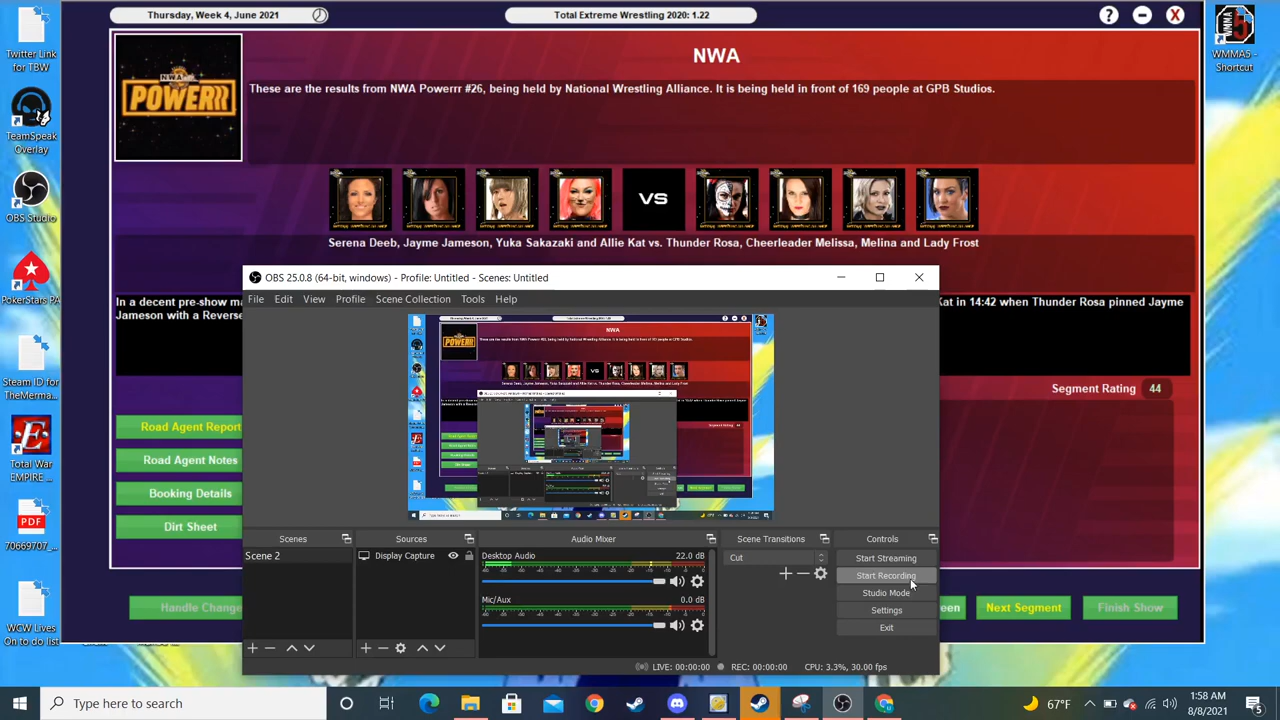 Thursday, Week 4, June 2021
Total Extreme Wrestling 2020: 1.22
?
X
Twitter Link
for TBW
TeamSpeak
Overlay
OBS Studio
PokerStars PA
Steam ID for
TheMerma...
Total War
EMPIRE -
PDF
70669707_...
WCW Lives
On to do list
WMMA5 -
Shortcut
NWA
NWA
POWERRR
These are the results from NWA Powerrr #26, being held by National Wrestling Alliance. It is being held in front of 169 people at GPB Studios.
VS
Serena Deeb, Jayme Jameson, Yuka Sakazaki and Allie Kat vs. Thunder Rosa, Cheerleader Melissa, Melina and Lady Frost
In a decent pre-show ma
Kat in 14:42 when Thunder Rosa pinned Jayme
Jameson with a Reverse
Segment Rating 44
Road Agent Report
Road Agent Notes
Booking Details
Dirt Sheet
Handle Change
een
Next Segment
Finish Show
OBS 25.0.8 (64-bit, windows) - Profile: Untitled - Scenes: Untitled
File Edit View Profile Scene Collection Tools Help
Scenes
Scene 2
Sources
Display Capture
Audio Mixer
Desktop Audio
22.0 dB
Mic/Aux
0.0 dB
Scene Transitions
Cut
Controls
Start Streaming
Start Recording
Studio Mode
Settings
Exit
LIVE: 00:00:00
REC: 00:00:00
CPU: 3.3%, 30.00 fps
Type here to search
67°F
1:58 AM
8/8/2021
5